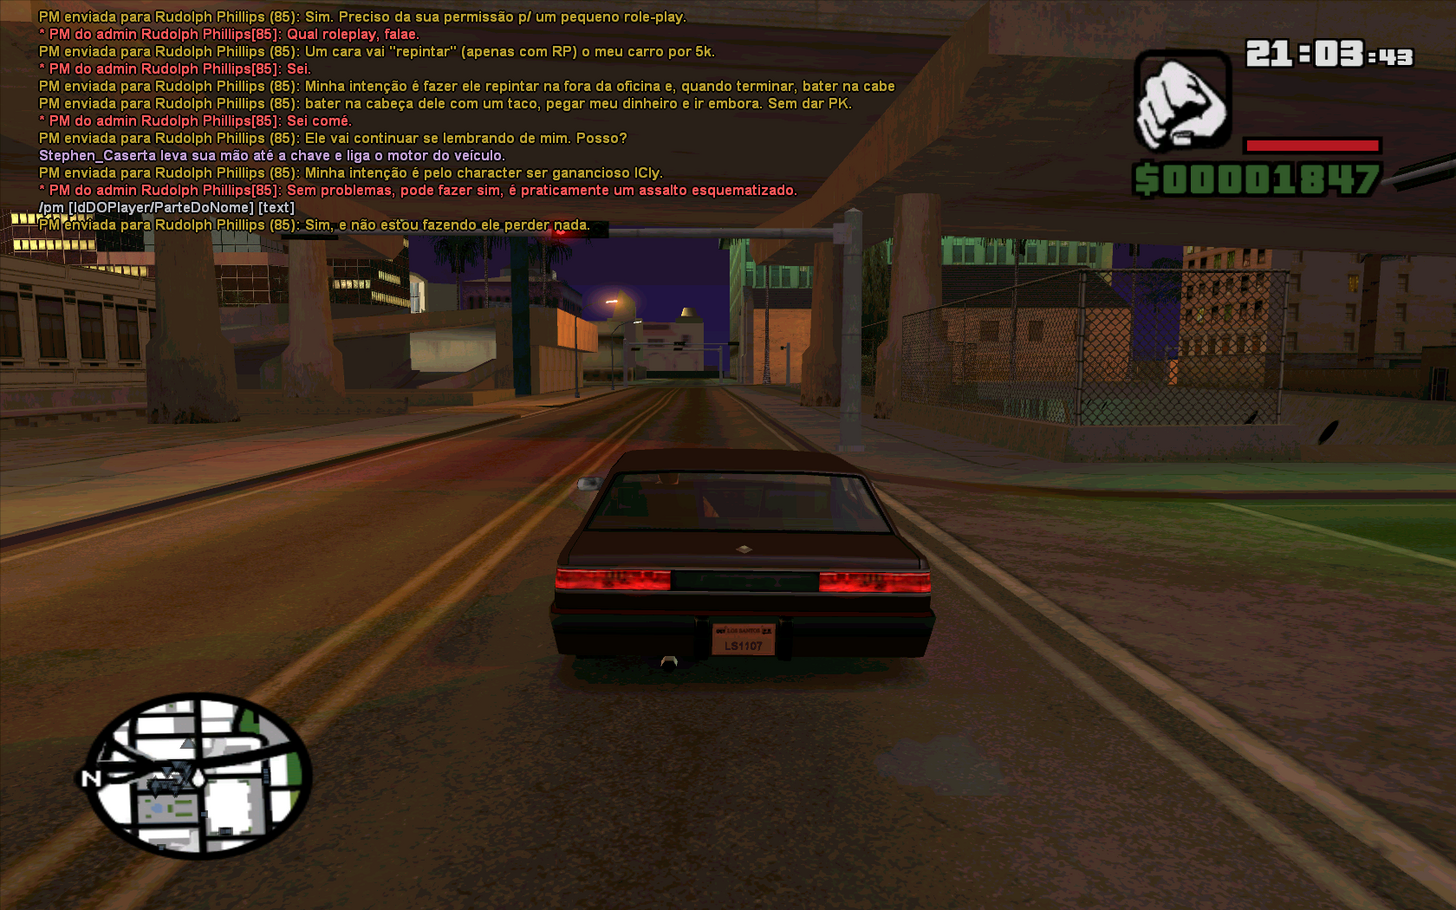 PM enviada para Rudolph Phillips (85): Sim. Preciso da sua permissão p/ um pequeno role-play.
* PM do admin Rudolph Phillips[85]: Qual roleplay, falae.
PM enviada para Rudolph Phillips (85): Um cara vai "repintar" (apenas com RP) o meu carro por 5k.
* PM do admin Rudolph Phillips[85]: Sei.
PM enviada para Rudolph Phillips (85): Minha intenção é fazer ele repintar na fora da oficina e, quando terminar, bater na cabe
PM enviada para Rudolph Phillips (85): bater na cabeça dele com um taco, pegar meu dinheiro e ir embora. Sem dar PK.
* PM do admin Rudolph Phillips[85]: Sei comé.
PM enviada para Rudolph Phillips (85): Ele vai continuar se lembrando de mim. Posso?
Stephen_Caserta leva sua mão até a chave e liga o motor do veículo.
PM enviada para Rudolph Phillips (85): Minha intenção é pelo character ser ganancioso ICly.
* PM do admin Rudolph Phillips[85]: Sem problemas, pode fazer sim, é praticamente um assalto esquematizado.
/pm [IdDOPlayer/ParteDoNome] [text]
PM enviada para Rudolph Phillips (85): Sim, e não estou fazendo ele perder nada.
21:03:43
$00001847
LS1107
N